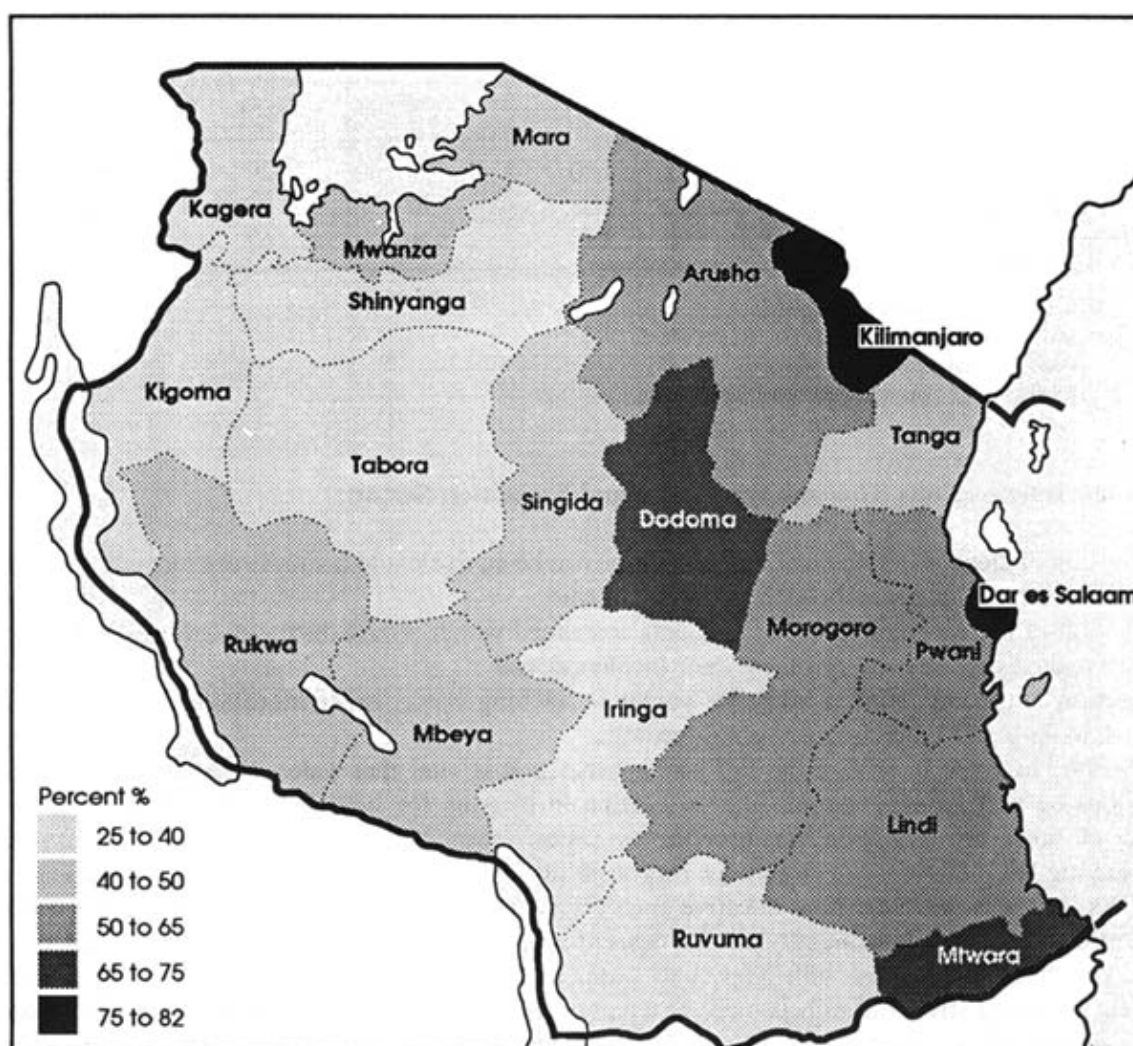 Mara
Kagera
Mwanza
Arusha
Shinyanga
Kilimanjaro
Kigoma
Tanga
Tabora
Singida
Dodoma
Dar es Salaam
Morogoro
Rukwa
Pwani
Iringa
Mbeya
Percent %
25 to 40
Lindi
40 to 50
50 to 65
Ruvuma
Mtwara
65 to 75
75 to 82